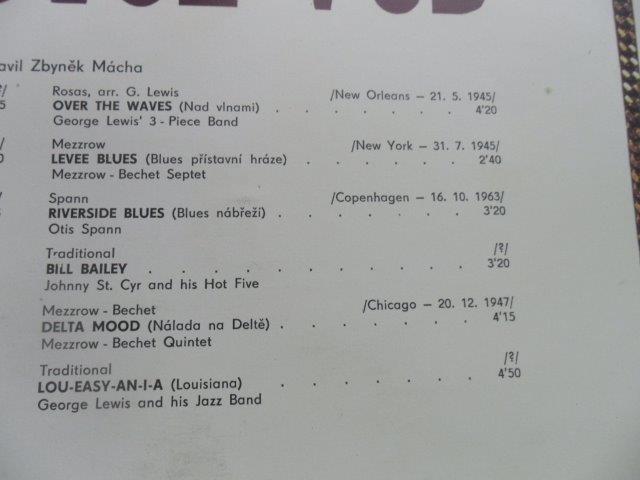 avil Zbyněk Mácha
Rosas, arr. G. Lewis /New Orleans – 21. 5. 1945/
OVER THE WAVES (Nad vlnami) . . . . . . 4'20
George Lewis' 3 - Piece Band
Mezzrow /New York – 31. 7. 1945/
LEVEE BLUES (Blues přístavní hráze) . . . . . . 2'40
Mezzrow - Bechet Septet
Spann /Copenhagen – 16. 10. 1963/
RIVERSIDE BLUES (Blues nábřeží) . . . . . . . 3'20
Otis Spann
Traditional /?/
BILL BAILEY . . . . . . . . . . . 3'20
Johnny St. Cyr and his Hot Five
Mezzrow - Bechet /Chicago – 20. 12. 1947/
DELTA MOOD (Nálada na Deltě) . . . . . . . 4'15
Mezzrow - Bechet Quintet
Traditional /?/
LOU-EASY-AN-I-A (Louisiana) . . . . . . . 4'50
George Lewis and his Jazz Band